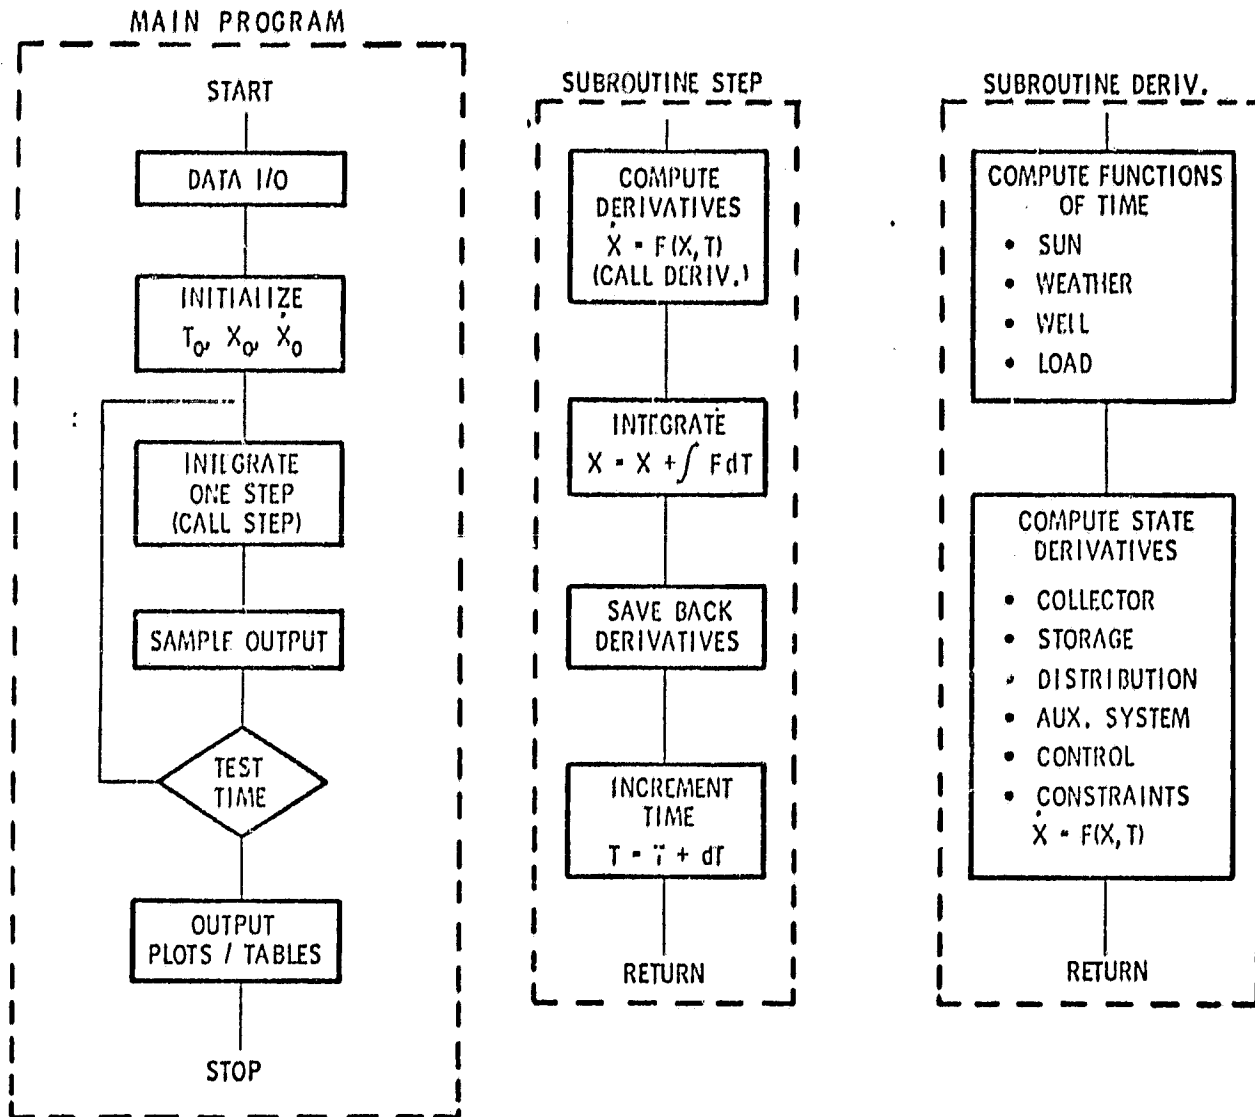 MAIN PROGRAM
START
DATA I/O
INITIALIZE
T₀, X₀, Ẋ₀
INTEGRATE
ONE STEP
(CALL STEP)
SAMPLE OUTPUT
TEST
TIME
OUTPUT
PLOTS / TABLES
STOP
SUBROUTINE STEP
COMPUTE
DERIVATIVES
Ẋ = F(X,T)
(CALL DERIV.)
INTEGRATE
X = X + ∫ F dT
SAVE BACK
DERIVATIVES
INCREMENT
TIME
T = T + dT
RETURN
SUBROUTINE DERIV.
COMPUTE FUNCTIONS
OF TIME
• SUN
• WEATHER
• WELL
• LOAD
COMPUTE STATE
DERIVATIVES
• COLLECTOR
• STORAGE
• DISTRIBUTION
• AUX. SYSTEM
• CONTROL
• CONSTRAINTS
Ẋ = F(X,T)
RETURN